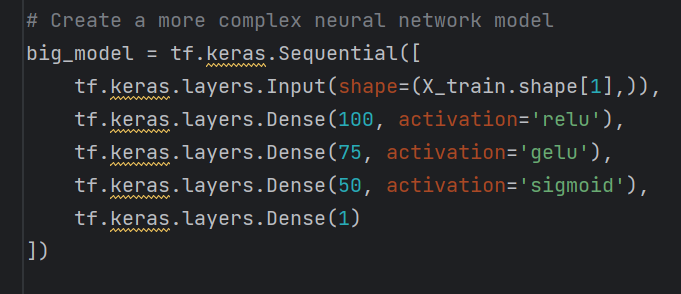 # Create a more complex neural network model
big_model = tf.keras.Sequential([
    tf.keras.layers.Input(shape=(X_train.shape[1],)),
    tf.keras.layers.Dense(100, activation='relu'),
    tf.keras.layers.Dense(75, activation='gelu'),
    tf.keras.layers.Dense(50, activation='sigmoid'),
    tf.keras.layers.Dense(1)
])